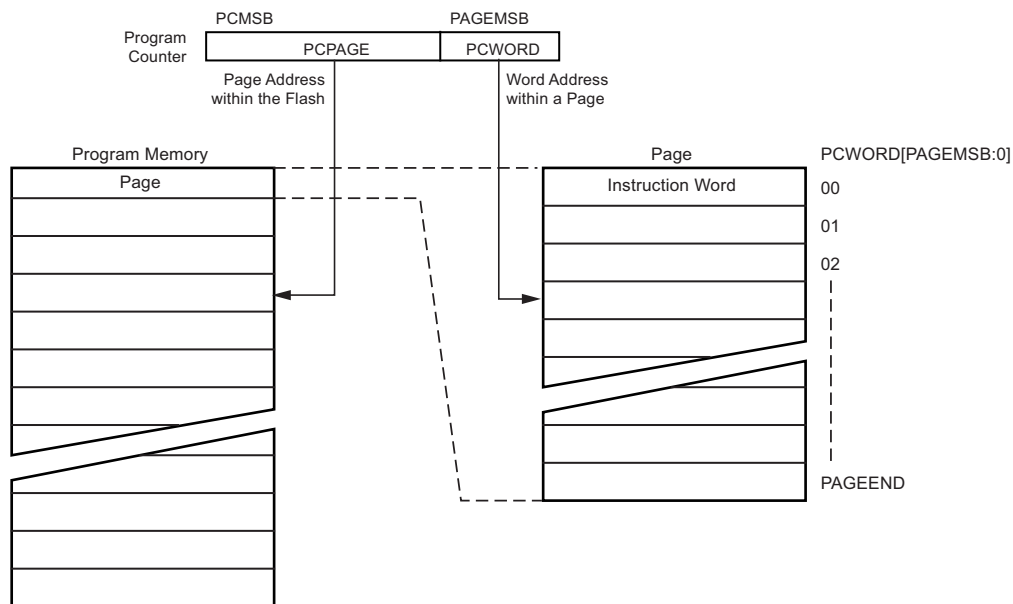 PCMSB PAGEMSB
Program
Counter
PCPAGE PCWORD
Page Address
within the Flash
Word Address
within a Page
Program Memory
Page
Page
Instruction Word
PCWORD[PAGEMSB:0]
00
01
02
PAGEEND